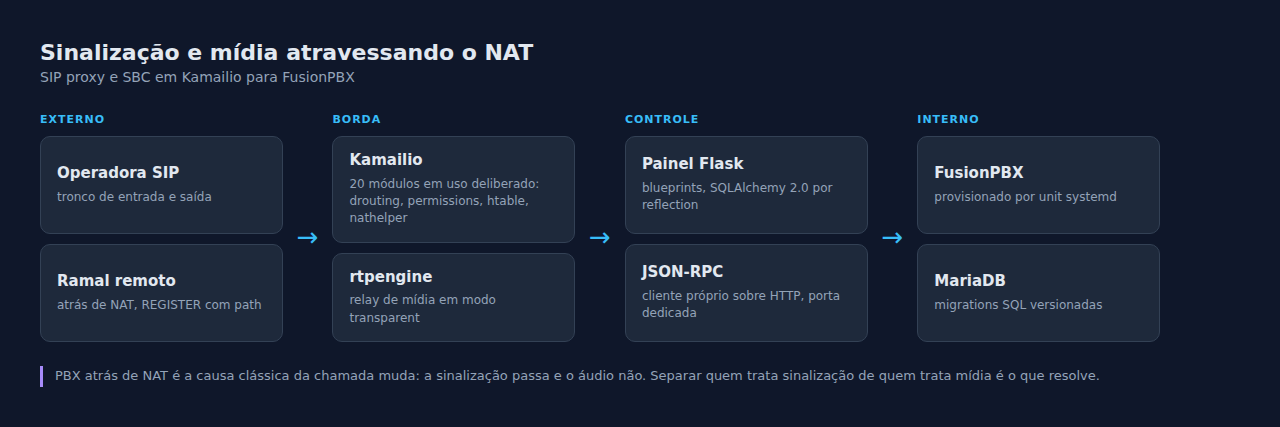 Sinalização e mídia atravessando o NAT
SIP proxy e SBC em Kamailio para FusionPBX
EXTERNO
Operadora SIP
tronco de entrada e saída
Ramal remoto
atrás de NAT, REGISTER com path
→
BORDA
Kamailio
20 módulos em uso deliberado:
drouting, permissions, htable,
nathelper
rtpengine
relay de mídia em modo
transparent
→
CONTROLE
Painel Flask
blueprints, SQLAlchemy 2.0 por
reflection
JSON-RPC
cliente próprio sobre HTTP, porta
dedicada
→
INTERNO
FusionPBX
provisionado por unit systemd
MariaDB
migrations SQL versionadas
PBX atrás de NAT é a causa clássica da chamada muda: a sinalização passa e o áudio não. Separar quem trata sinalização de quem trata mídia é o que resolve.